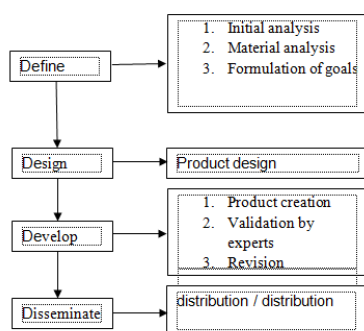 Define
1. Initial analysis
2. Material analysis
3. Formulation of goals
Design
Product design
Develop
1. Product creation
2. Validation by
experts
3. Revision
Disseminate
distribution / distribution